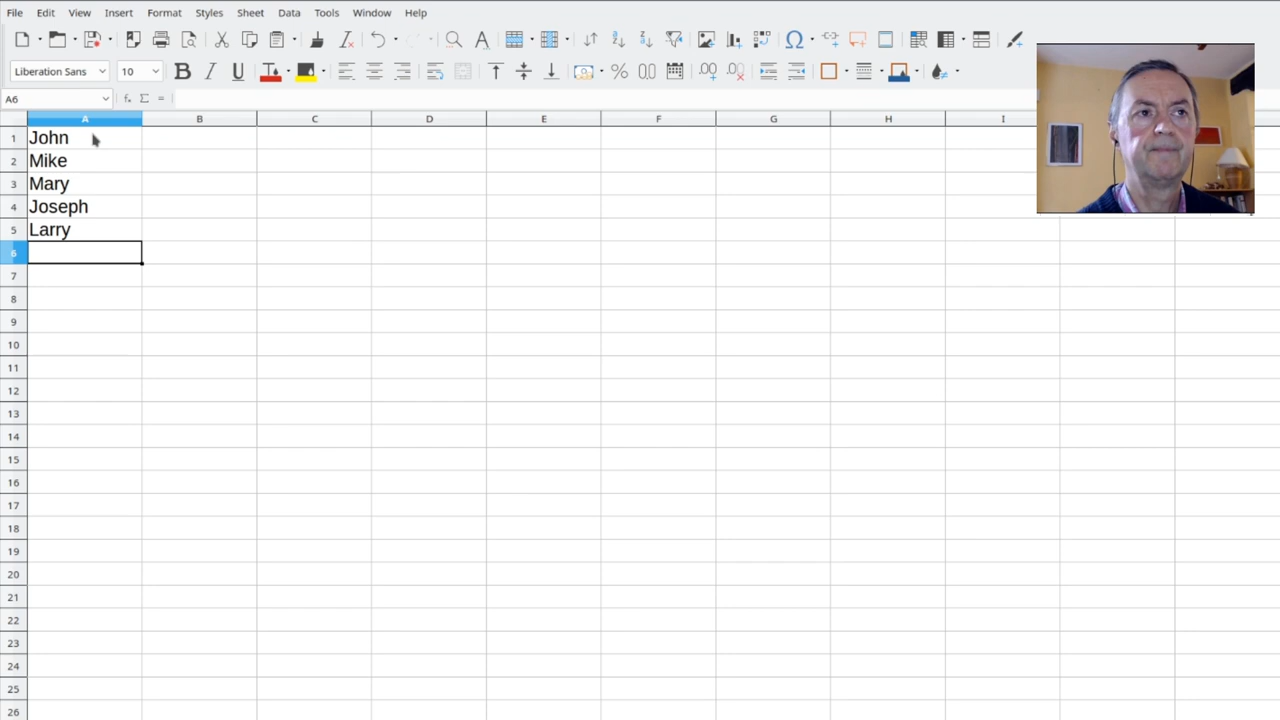 File Edit View Insert Format Styles Sheet Data Tools Window Help
Liberation Sans 10
A6
A B C D E F G H I
1 John
2 Mike
3 Mary
4 Joseph
5 Larry
6
7
8
9
10
11
12
13
14
15
16
17
18
19
20
21
22
23
24
25
26